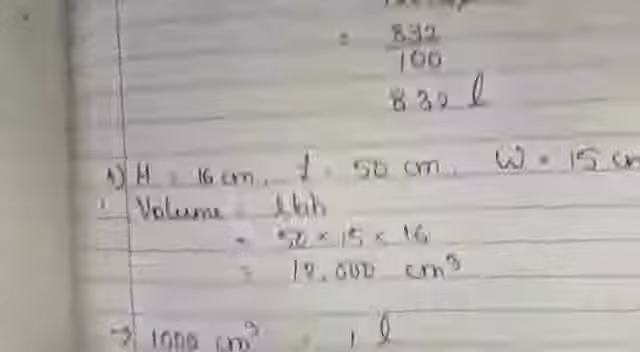 = 832
100
8.32 l
1) H = 16 cm, l = 50 cm, W = 15 cm
Volume = lbh
= 50 × 15 × 16
= 12,000 cm³
→ 1000 cm³ = 1 l